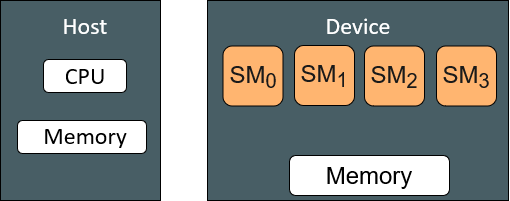 Host
CPU
Memory
Device
SM0 SM1 SM2 SM3
Memory